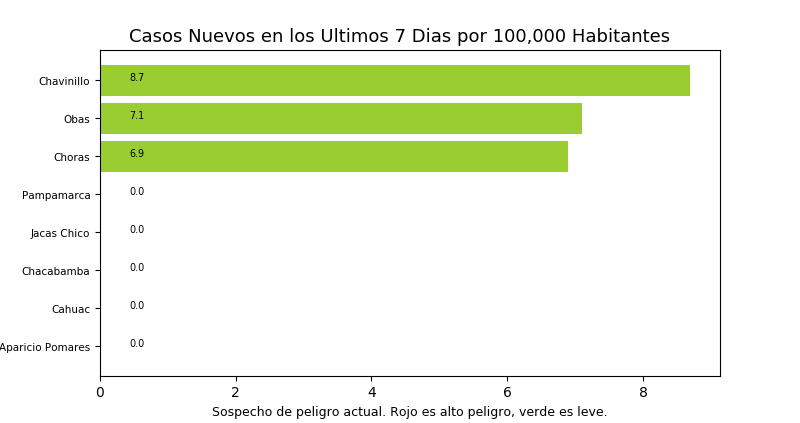 Casos Nuevos en los Ultimos 7 Dias por 100,000 Habitantes
Chavinillo 8.7
Obas 7.1
Choras 6.9
Pampamarca 0.0
Jacas Chico 0.0
Chacabamba 0.0
Cahuac 0.0
Aparicio Pomares 0.0
0 2 4 6 8
Sospecho de peligro actual. Rojo es alto peligro, verde es leve.